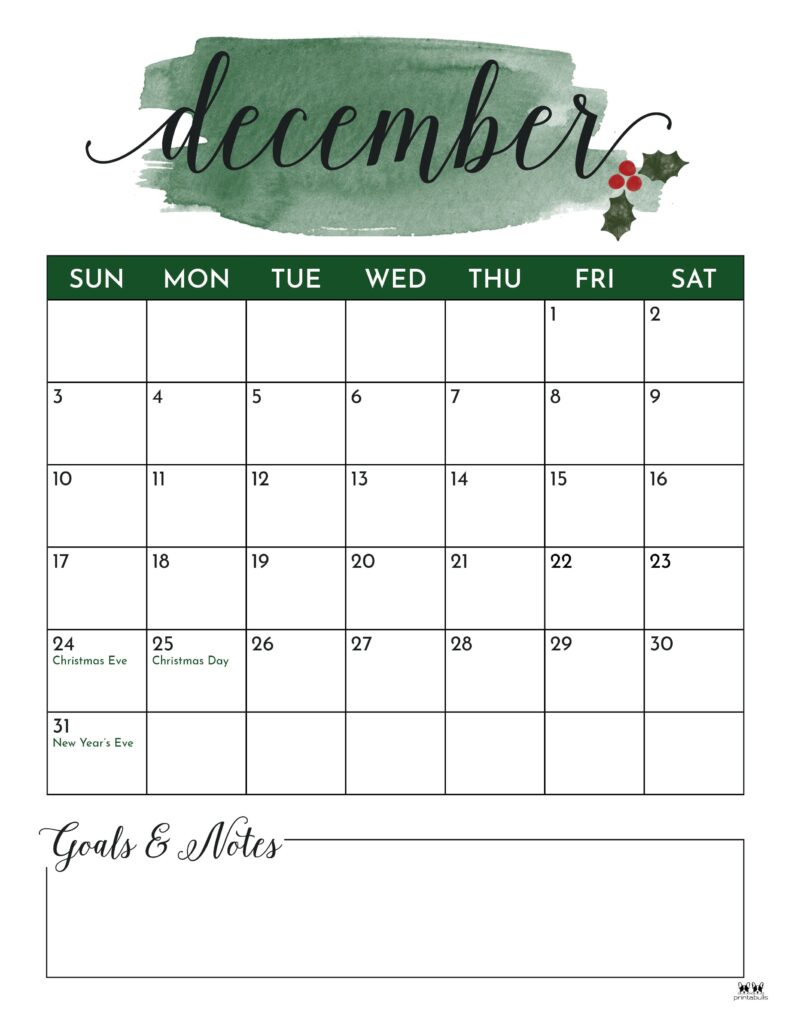 december
SUN MON TUE WED THU FRI SAT
1 2
3 4 5 6 7 8 9
10 11 12 13 14 15 16
17 18 19 20 21 22 23
24 25 26 27 28 29 30
Christmas Eve Christmas Day
31
New Year's Eve
Goals & Notes
printabulls